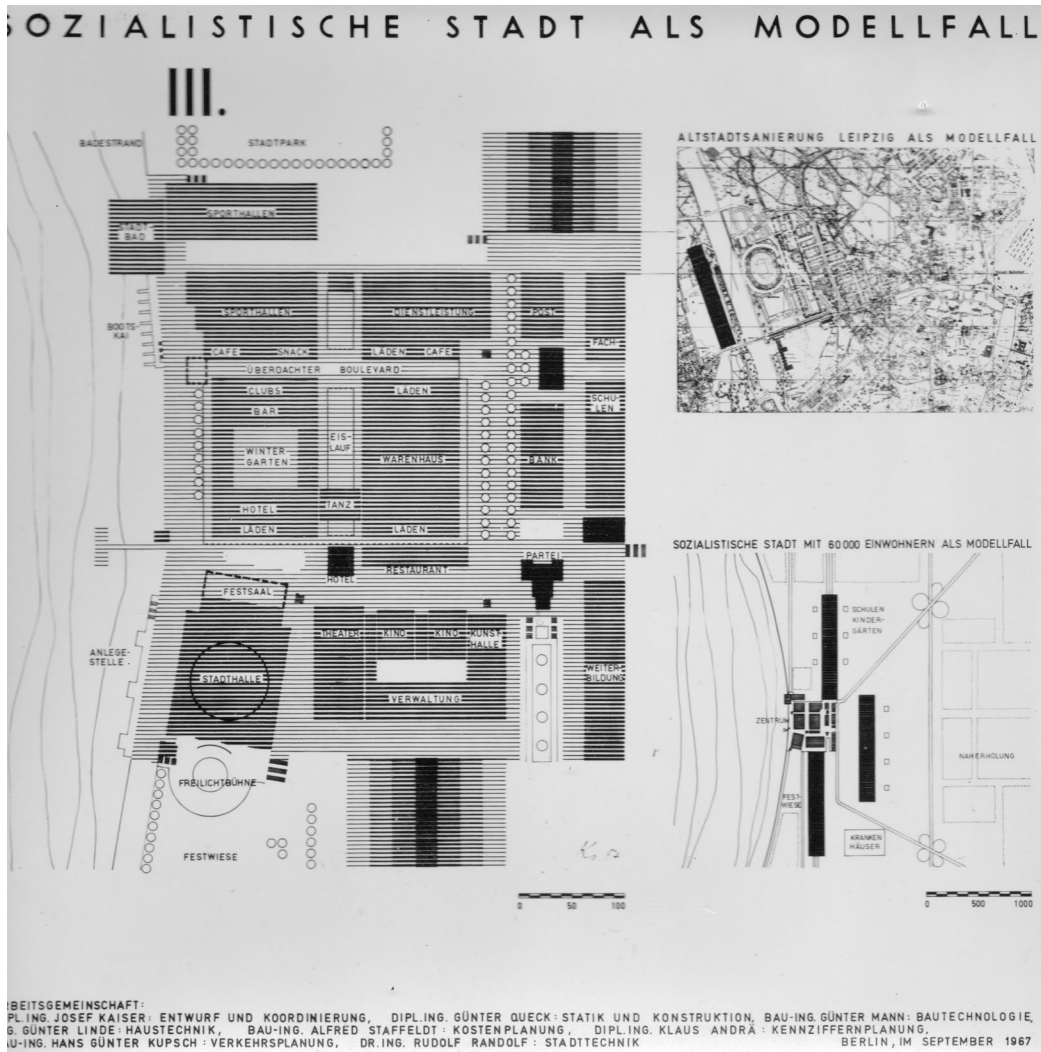 SOZIALISTISCHE STADT ALS MODELLFALL
III.
BADESTRAND
STADTPARK
SPORTHALLEN
STADT-
BAD
BOOTS-
KAI
SPORTHALLEN
DIENSTLEISTUNG
POST
FACH-
CAFE SNACK LÄDEN CAFE
ÜBERDACHTER BOULEVARD
CLUBS
LÄDEN
SCHU-
LEN
BAR
EIS-
LAUF
WINTER
GARTEN
WARENHAUS
BANK
HOTEL
TANZ
LÄDEN
LÄDEN
PARTEI
HOTEL
RESTAURANT
FESTSAAL
THEATER
KINO
KINO
KUNST
HALLE
ANLEGE-
STELLE
STADTHALLE
WEITER
BILDUNG
VERWALTUNG
FREILICHTBÜHNE
FESTWIESE
0 50 100
ALTSTADTSANIERUNG LEIPZIG ALS MODELLFALL
SOZIALISTISCHE STADT MIT 60000 EINWOHNERN ALS MODELLFALL
SCHULEN
KINDER-
GÄRTEN
ZENTRUM
NAHERHOLUNG
FEST-
WIESE
KRANKEN
HÄUSER
0 500 1000
RBEITSGEMEINSCHAFT:
PL.ING. JOSEF KAISER: ENTWURF UND KOORDINIERUNG, DIPL.ING. GÜNTER QUECK: STATIK UND KONSTRUKTION, BAU-ING. GÜNTER MANN: BAUTECHNOLOGIE,
G. GÜNTER LINDE: HAUSTECHNIK, BAU-ING. ALFRED STAFFELDT: KOSTENPLANUNG, DIPL.ING. KLAUS ANDRÄ: KENNZIFFERNPLANUNG,
AU-ING. HANS GÜNTER KUPSCH: VERKEHRSPLANUNG, DR.ING. RUDOLF RANDOLF: STADTTECHNIK BERLIN, IM SEPTEMBER 1967